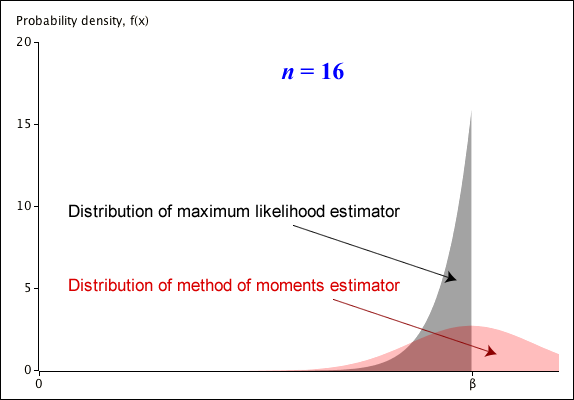 Probability density, f(x)
20
n = 16
15
10
Distribution of maximum likelihood estimator
5
Distribution of method of moments estimator
0
0
β